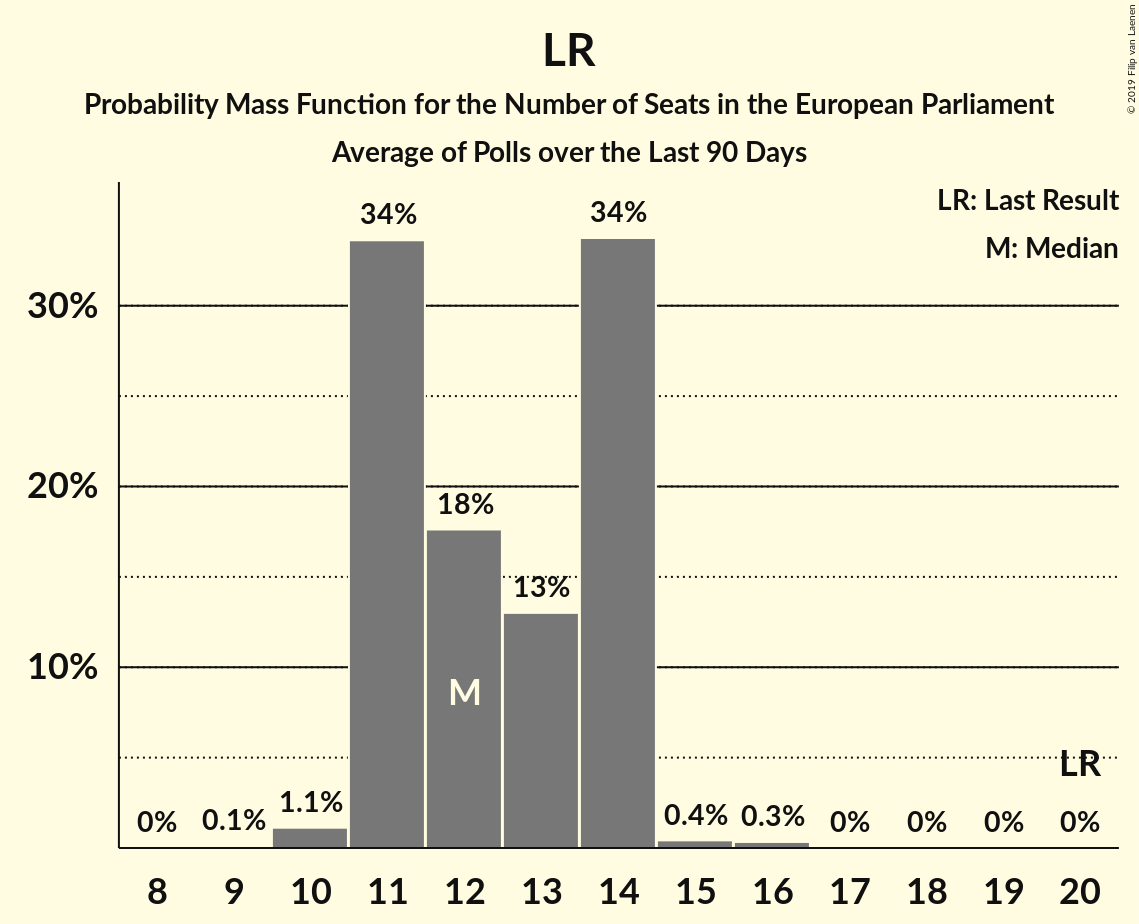 LR
Probability Mass Function for the Number of Seats in the European Parliament
Average of Polls over the Last 90 Days
© 2019 Filip van Laenen
LR: Last Result
M: Median
34%
34%
30%
20%
18%
13%
10%
M
LR
0%
0.1%
1.1%
0.4%
0.3%
0%
0%
0%
0%
8 9 10 11 12 13 14 15 16 17 18 19 20